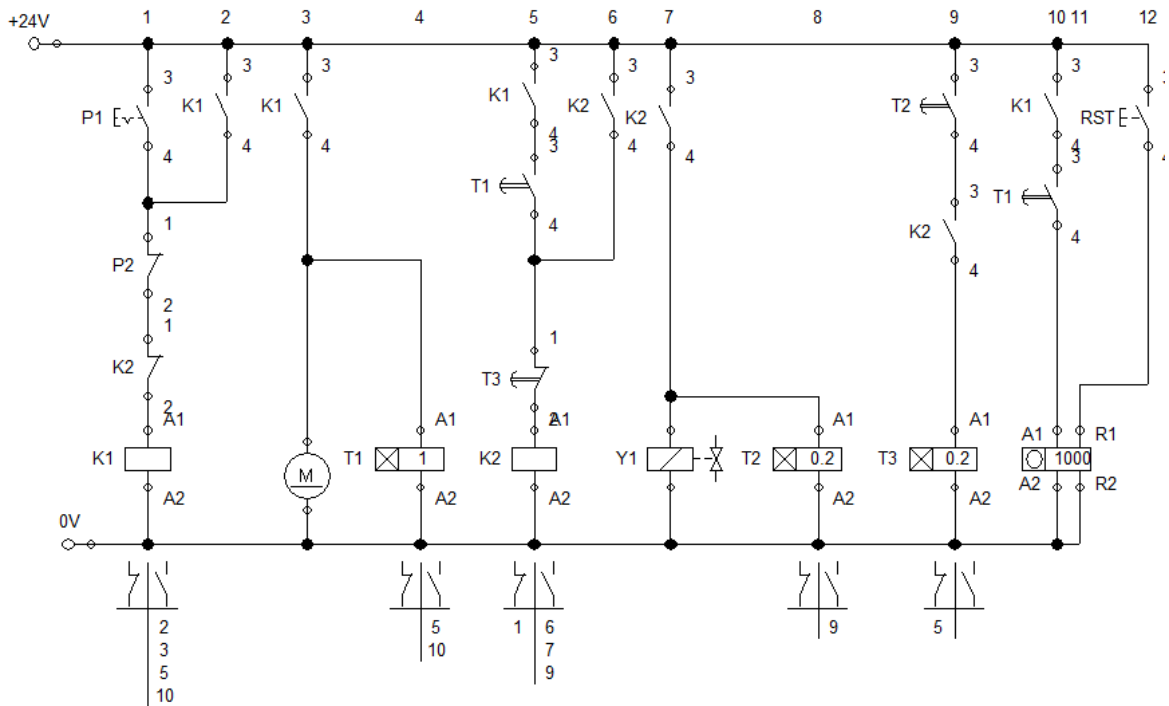 1 2 3 4 5 6 7 8 9 10 11 12
+24V
3 3 3 3 3 3 3 3 3
P1 K1 K1 K1 K2 K2 T2 K1 RST
4 4 4 4 4 4 4 4 4
3 3
T1 T1
4 4
1 3
P2 K2
2 4
1 1
K2 T3
2 2
A1 A1 A1 A1 A1 A1 R1
K1 M T1 1 K2 Y1 T2 0.2 T3 0.2 1000
A2 A2 A2 A2 A2 A2 R2
0V
2 5 1 6 9 5
3 10 7
5 9
10